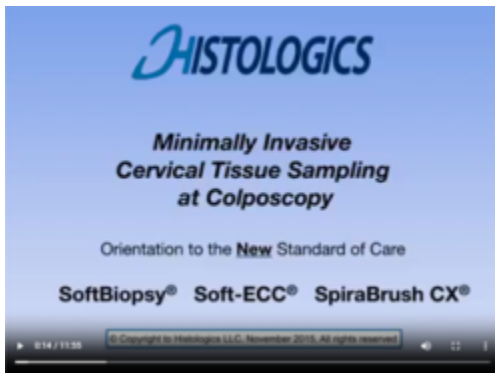 HISTOLOGICS
Minimally Invasive
Cervical Tissue Sampling
at Colposcopy
Orientation to the New Standard of Care
SoftBiopsy® Soft-ECC® SpiraBrush CX®
© Copyright to Histologics LLC, November 2015, All rights reserved
0:14 / 11:55